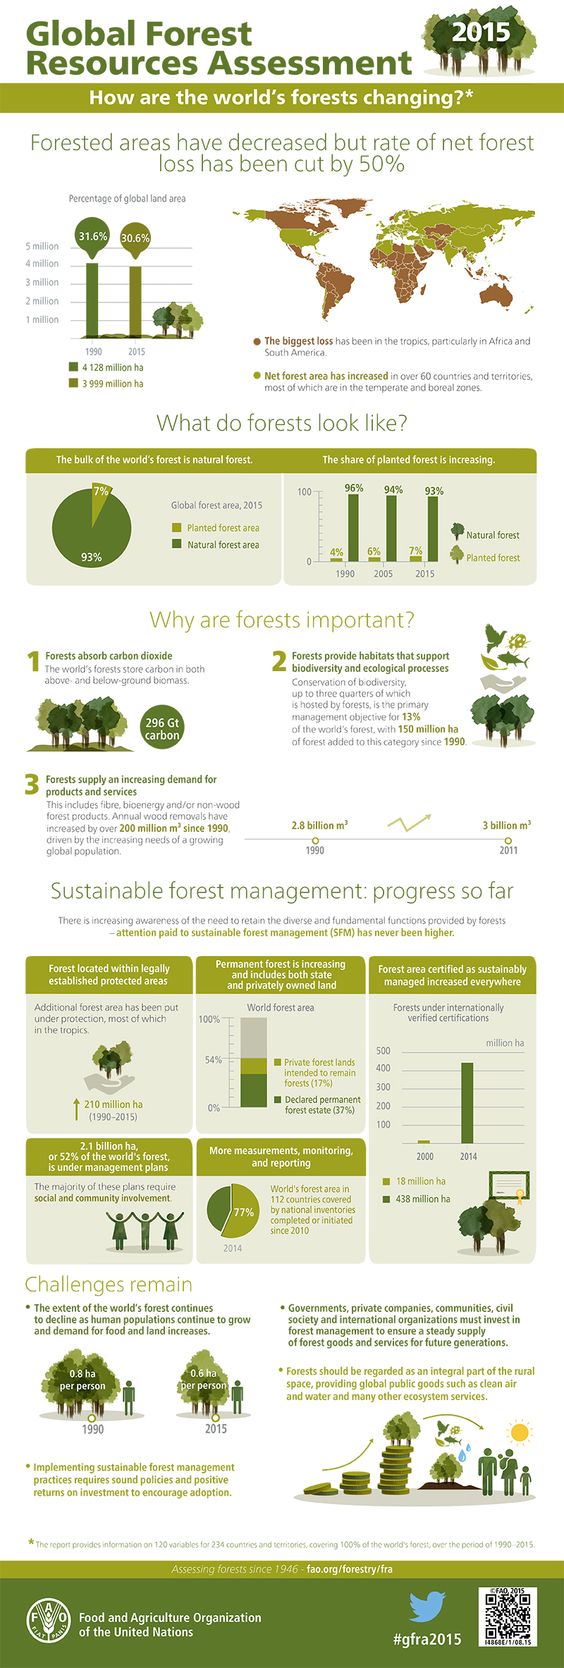 Global Forest
Resources Assessment
2015
How are the world's forests changing?*
Forested areas have decreased but rate of net forest
loss has been cut by 50%
Percentage of global land area
31.6%
30.6%
5 million
4 million
3 million
2 million
1 million
1990
2015
4 128 million ha
3 999 million ha
The biggest loss has been in the tropics, particularly in Africa and
South America.
Net forest area has increased in over 60 countries and territories,
most of which are in the temperate and boreal zones.
What do forests look like?
The bulk of the world's forest is natural forest.
7%
93%
Global forest area, 2015
Planted forest area
Natural forest area
The share of planted forest is increasing.
100
0
4%
96%
6%
94%
7%
93%
1990
2005
2015
Natural forest
Planted forest
Why are forests important?
1 Forests absorb carbon dioxide
The world's forests store carbon in both
above- and below-ground biomass.
296 Gt
carbon
2 Forests provide habitats that support
biodiversity and ecological processes
Conservation of biodiversity,
up to three quarters of which
is hosted by forests, is the primary
management objective for 13%
of the world's forest, with 150 million ha
of forest added to this category since 1990.
3 Forests supply an increasing demand for
products and services
This includes fibre, bioenergy and/or non-wood
forest products. Annual wood removals have
increased by over 200 million m³ since 1990,
driven by the increasing needs of a growing
global population.
2.8 billion m³
1990
3 billion m³
2011
Sustainable forest management: progress so far
There is increasing awareness of the need to retain the diverse and fundamental functions provided by forests
– attention paid to sustainable forest management (SFM) has never been higher.
Forest located within legally
established protected areas
Additional forest area has been put
under protection, most of which
in the tropics.
210 million ha
(1990–2015)
Permanent forest is increasing
and includes both state
and privately owned land
World forest area
100%
54%
0%
Private forest lands
intended to remain
forests (17%)
Declared permanent
forest estate (37%)
Forest area certified as sustainably
managed increased everywhere
Forests under internationally
verified certifications
million ha
500
400
300
200
100
2000
2014
18 million ha
438 million ha
2.1 billion ha,
or 52% of the world's forest,
is under management plans
The majority of these plans require
social and community involvement.
More measurements, monitoring,
and reporting
77%
2014
World's forest area in
112 countries covered
by national inventories
completed or initiated
since 2010
Challenges remain
• The extent of the world's forest continues
to decline as human populations continue to grow
and demand for food and land increases.
0.8 ha
per person
1990
0.6 ha
per person
2015
• Implementing sustainable forest management
practices requires sound policies and positive
returns on investment to encourage adoption.
• Governments, private companies, communities, civil
society and international organizations must invest in
forest management to ensure a steady supply
of forest goods and services for future generations.
• Forests should be regarded as an integral part of the rural
space, providing global public goods such as clean air
and water and many other ecosystem services.
* The report provides information on 120 variables for 234 countries and territories, covering 100% of the world's forest, over the period of 1990–2015.
Assessing forests since 1946 - fao.org/forestry/fra
F A O
FIAT PANIS
Food and Agriculture Organization
of the United Nations
#gfra2015
©FAO, 2015
I4868E/1/08.15